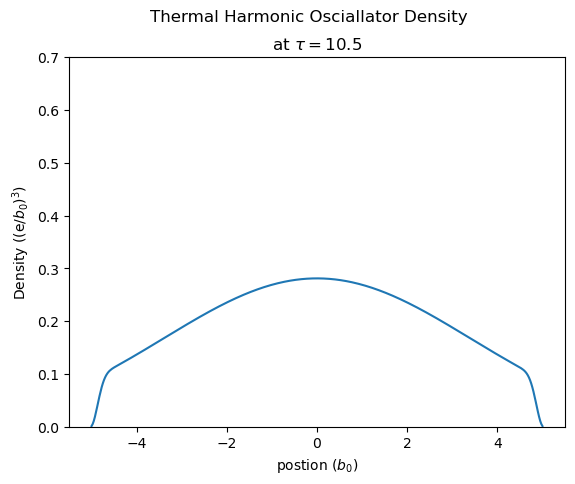 Thermal Harmonic Osciallator Density
at τ = 10.5
0.7
0.6
0.5
0.4
0.3
0.2
0.1
0.0
Density ((e/b₀)³)
−4 −2 0 2 4
postion (b₀)